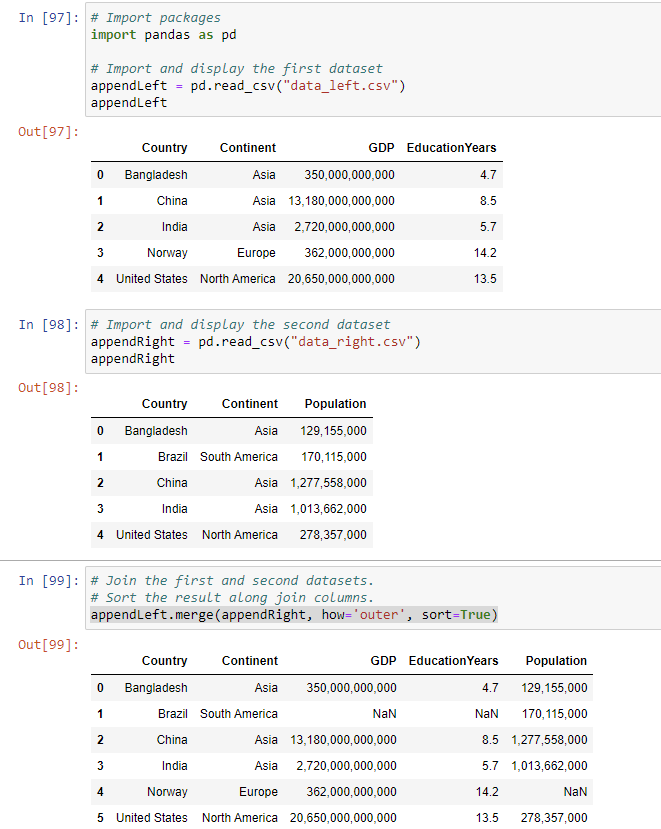 In [97]: # Import packages
import pandas as pd
# Import and display the first dataset
appendLeft = pd.read_csv("data_left.csv")
appendLeft
Out[97]:
Country Continent GDP EducationYears
0 Bangladesh Asia 350,000,000,000 4.7
1 China Asia 13,180,000,000,000 8.5
2 India Asia 2,720,000,000,000 5.7
3 Norway Europe 362,000,000,000 14.2
4 United States North America 20,650,000,000,000 13.5
In [98]: # Import and display the second dataset
appendRight = pd.read_csv("data_right.csv")
appendRight
Out[98]:
Country Continent Population
0 Bangladesh Asia 129,155,000
1 Brazil South America 170,115,000
2 China Asia 1,277,558,000
3 India Asia 1,013,662,000
4 United States North America 278,357,000
In [99]: # Join the first and second datasets.
# Sort the result along join columns.
appendLeft.merge(appendRight, how='outer', sort=True)
Out[99]:
Country Continent GDP EducationYears Population
0 Bangladesh Asia 350,000,000,000 4.7 129,155,000
1 Brazil South America NaN NaN 170,115,000
2 China Asia 13,180,000,000,000 8.5 1,277,558,000
3 India Asia 2,720,000,000,000 5.7 1,013,662,000
4 Norway Europe 362,000,000,000 14.2 NaN
5 United States North America 20,650,000,000,000 13.5 278,357,000